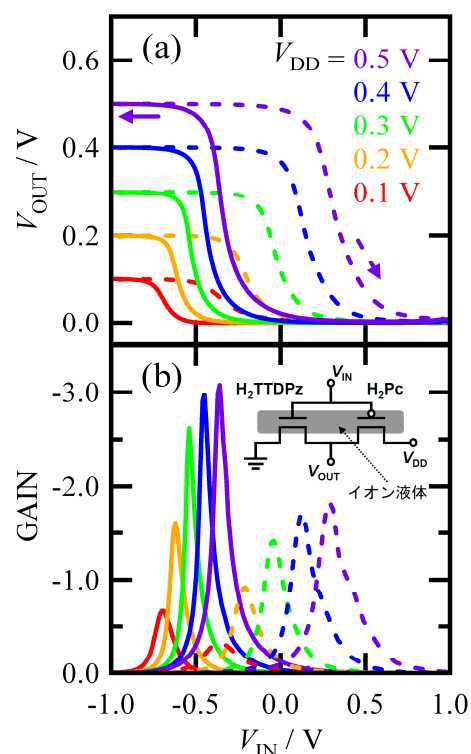 (a)
V_DD = 0.5 V
0.4 V
0.3 V
0.2 V
0.1 V
V_OUT / V
0.6
0.4
0.2
0.0
(b)
H₂TTDPz
V_IN
H₂Pc
V_OUT
V_DD
イオン液体
GAIN
-3.0
-2.0
-1.0
0.0
-1.0
-0.5
0.0
0.5
1.0
V_IN / V